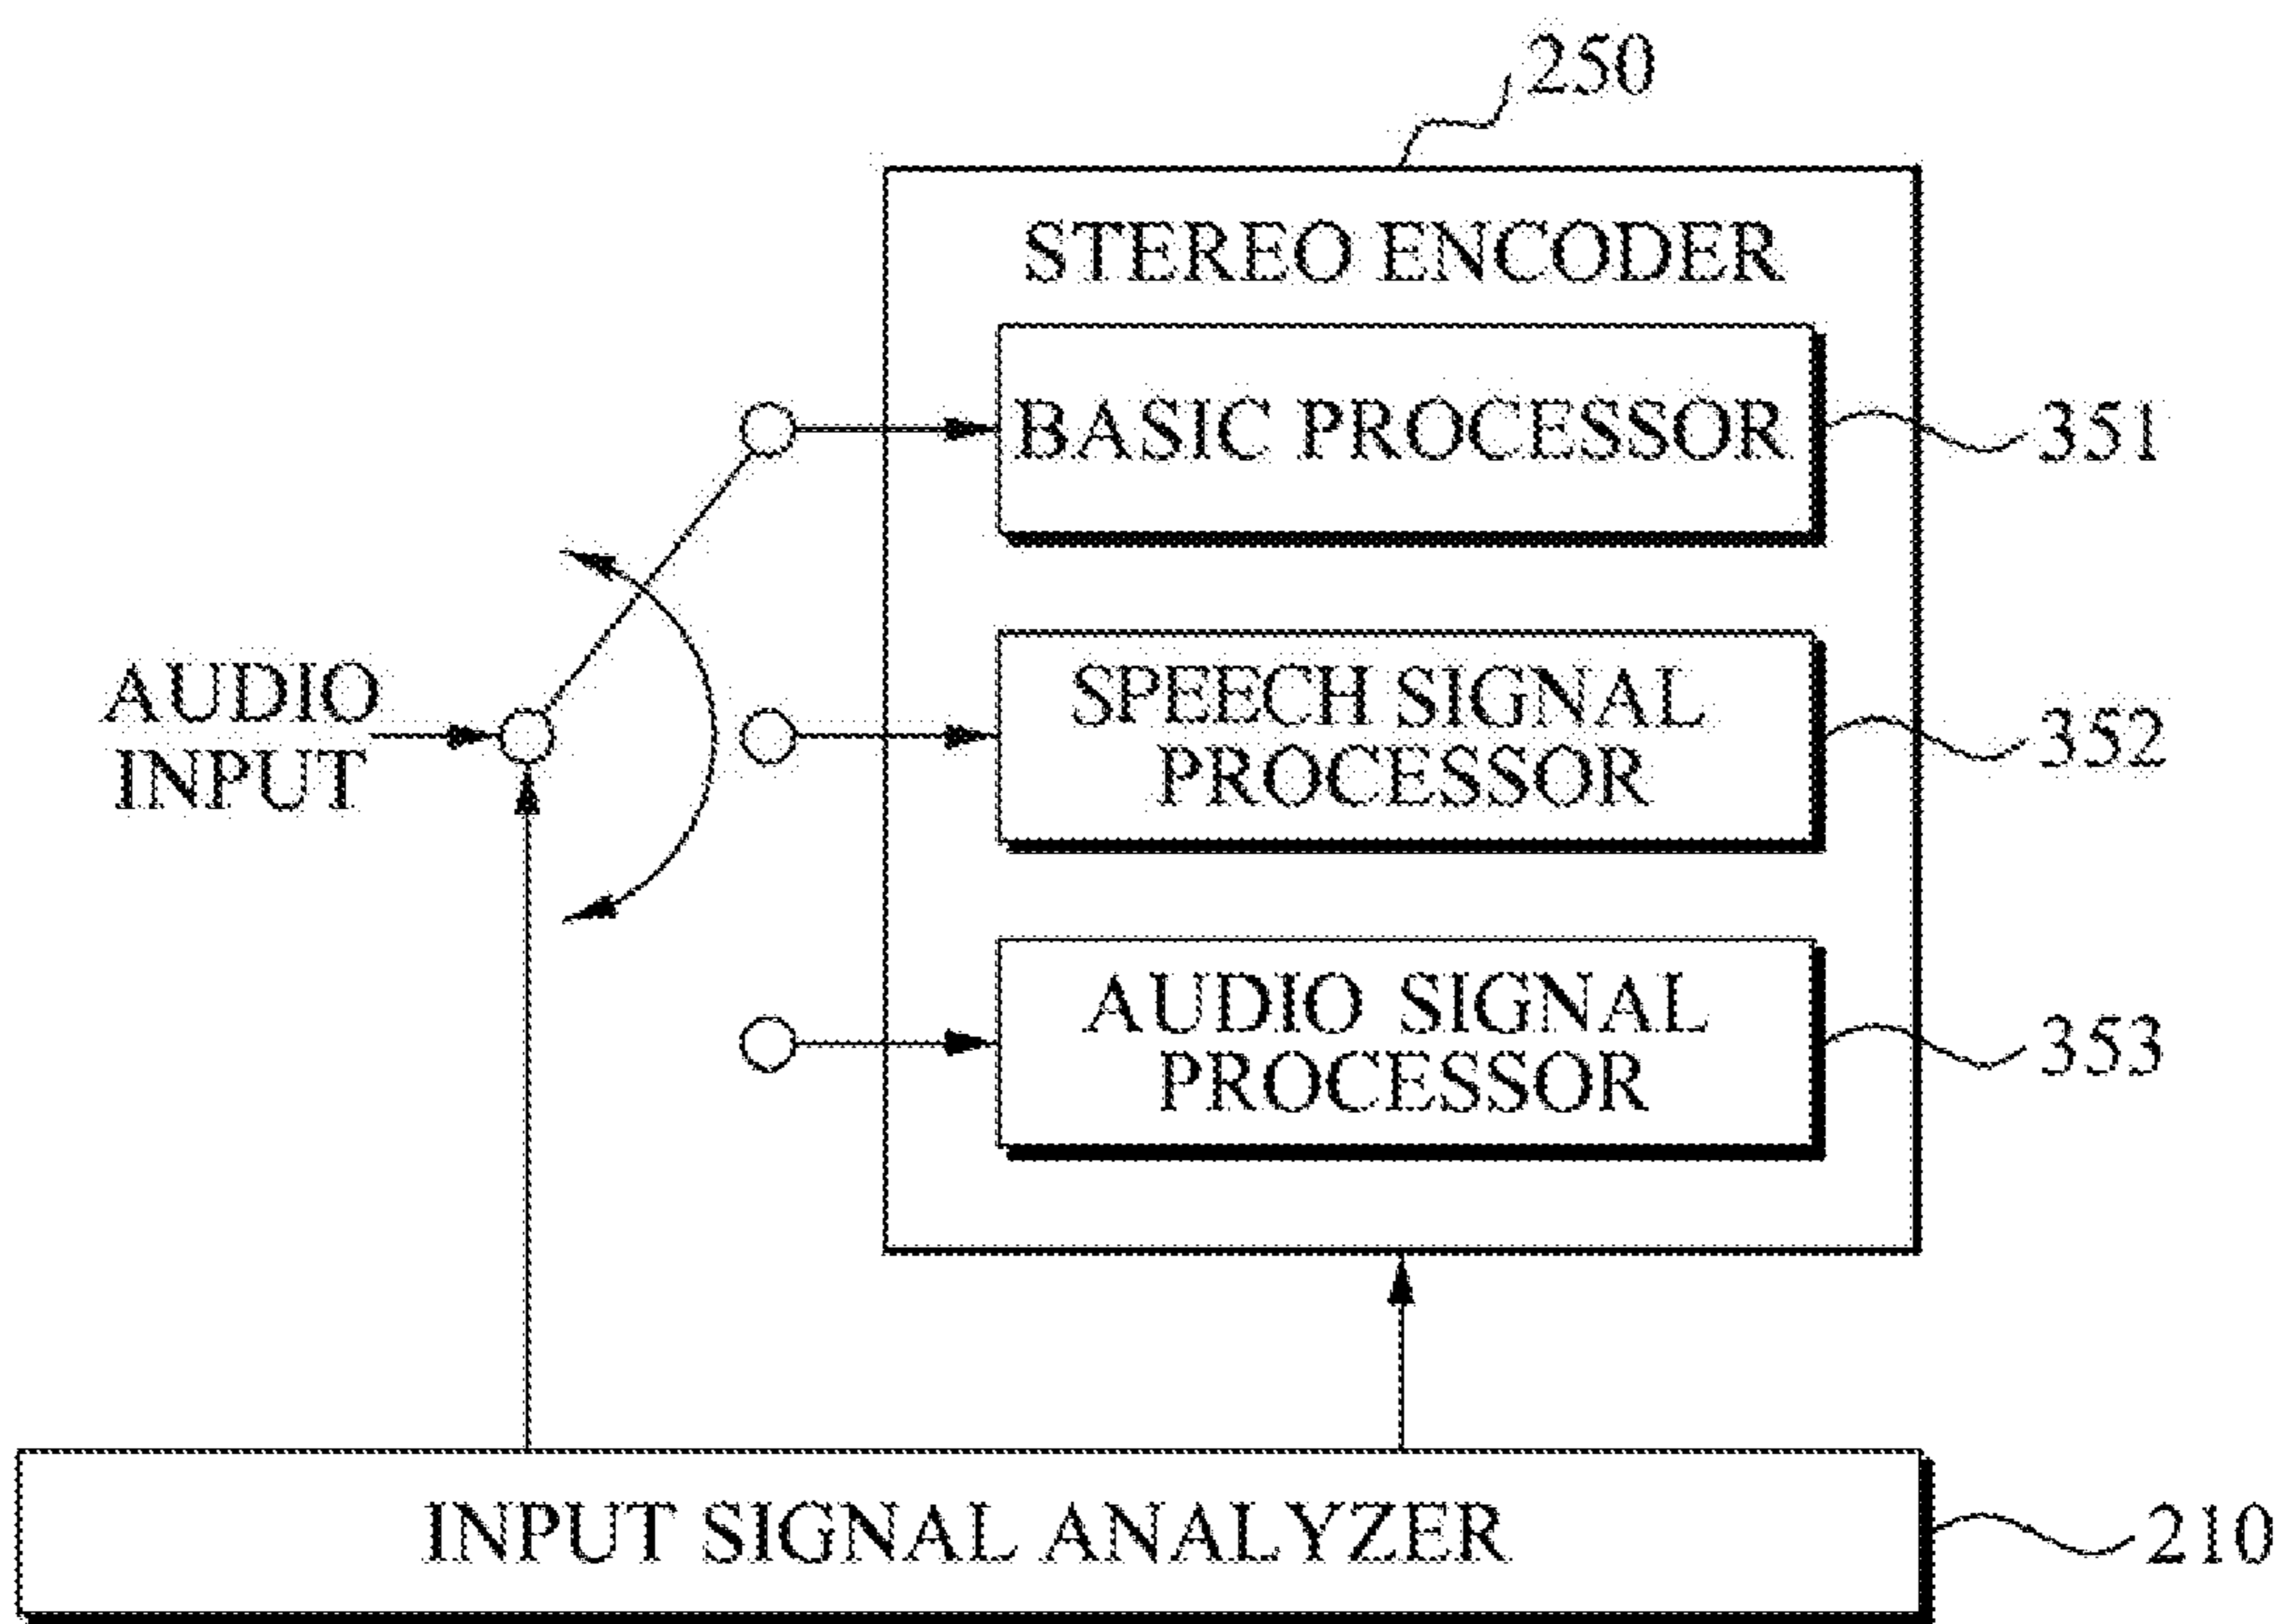 250
STEREO ENCODER
BASIC PROCESSOR
351
AUDIO
INPUT
SPEECH SIGNAL
PROCESSOR
352
AUDIO SIGNAL
PROCESSOR
353
INPUT SIGNAL ANALYZER
210